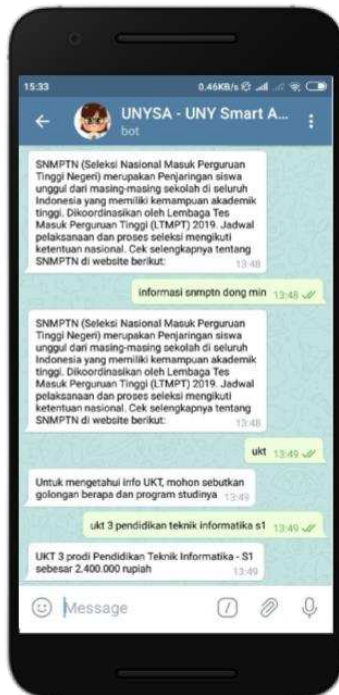 15:33
0.46KB/s
UNYSA - UNY Smart A...
bot
SNMPTN (Seleksi Nasional Masuk Perguruan
Tinggi Negeri) merupakan Penjaringan siswa
unggul dari masing-masing sekolah di seluruh
Indonesia yang memiliki kemampuan akademik
tinggi. Dikoordinasikan oleh Lembaga Tes
Masuk Perguruan Tinggi (LTMPT) 2019. Jadwal
pelaksanaan dan proses seleksi mengikuti
ketentuan nasional. Cek selengkapnya tentang
SNMPTN di website berikut: 13:48
informasi snmptn dong min 13:48
SNMPTN (Seleksi Nasional Masuk Perguruan
Tinggi Negeri) merupakan Penjaringan siswa
unggul dari masing-masing sekolah di seluruh
Indonesia yang memiliki kemampuan akademik
tinggi. Dikoordinasikan oleh Lembaga Tes
Masuk Perguruan Tinggi (LTMPT) 2019. Jadwal
pelaksanaan dan proses seleksi mengikuti
ketentuan nasional. Cek selengkapnya tentang
SNMPTN di website berikut: 13:48
ukt 13:49
Untuk mengetahui info UKT, mohon sebutkan
golongan berapa dan program studinya 13:49
ukt 3 pendidikan teknik informatika s1 13:49
UKT 3 prodi Pendidikan Teknik Informatika - S1
sebesar 2.400.000 rupiah 13:49
Message